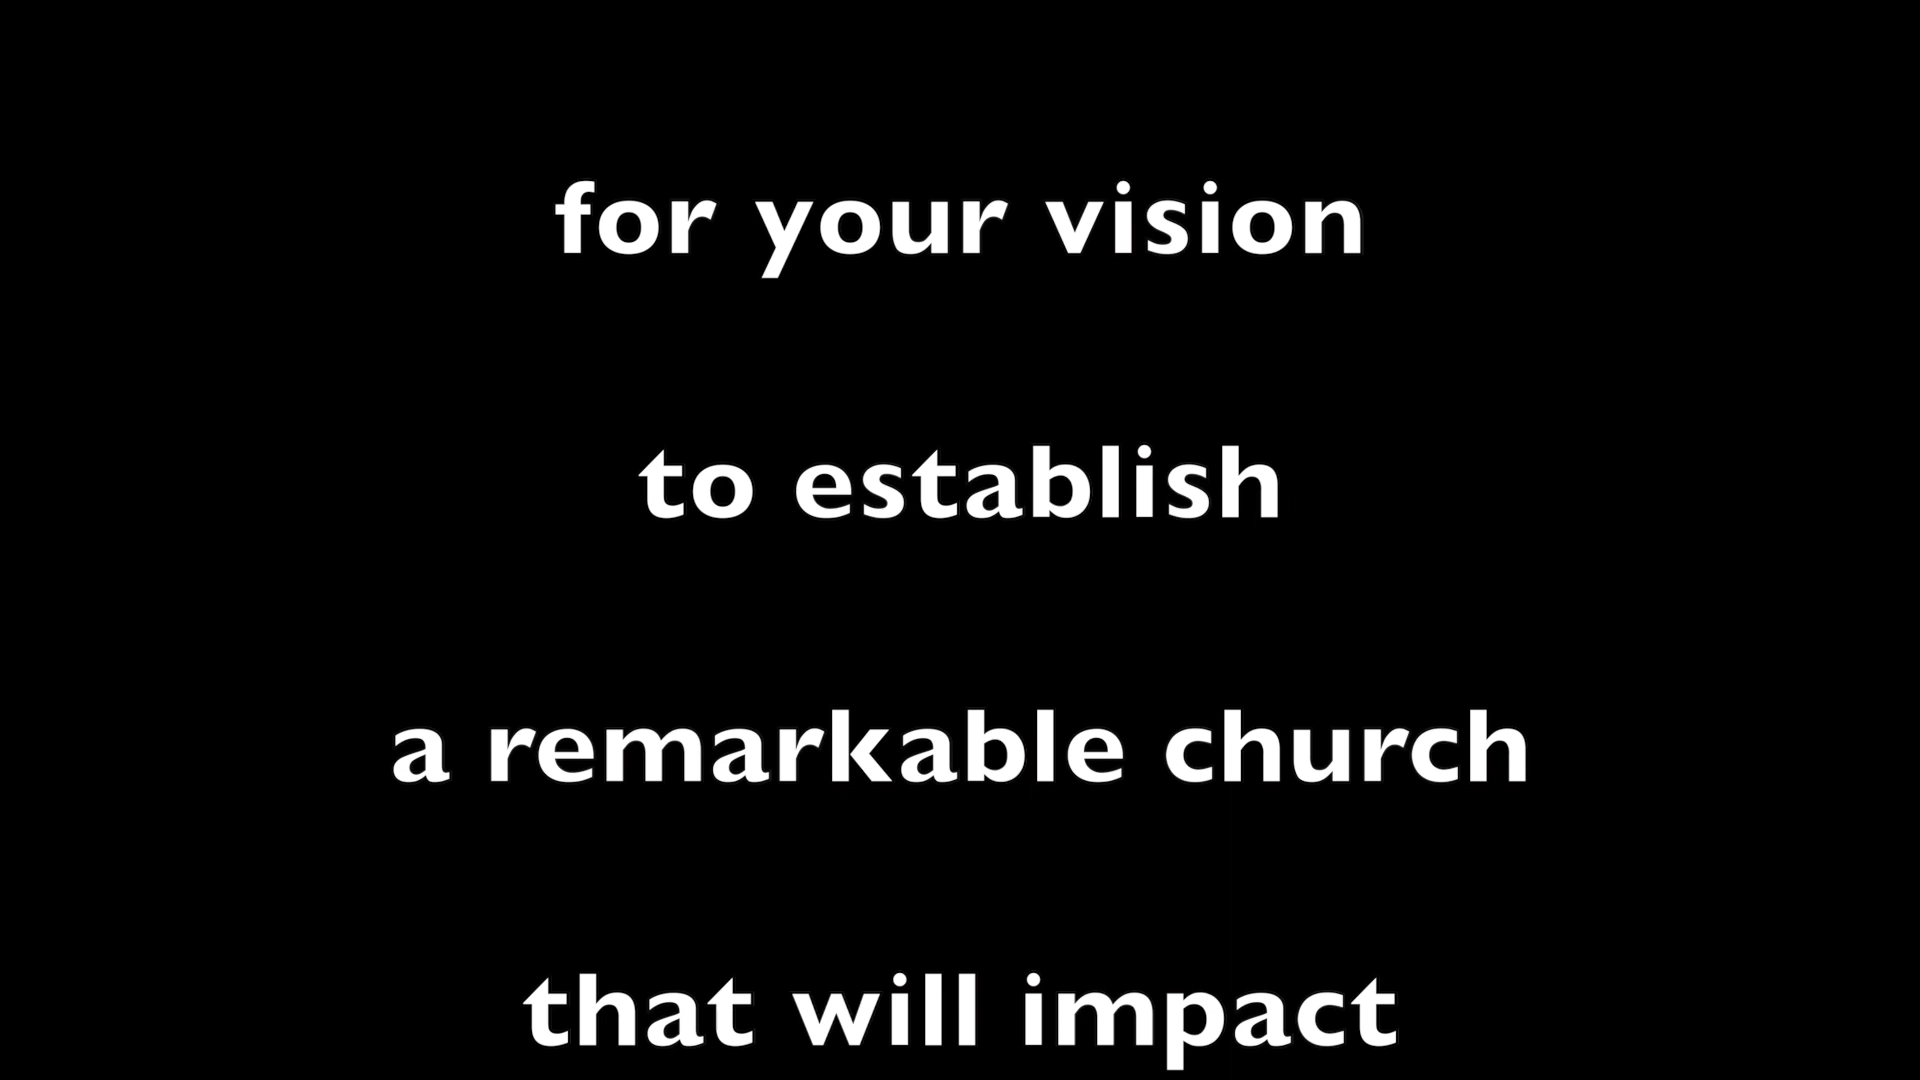 for your vision
to establish
a remarkable church
that will impact